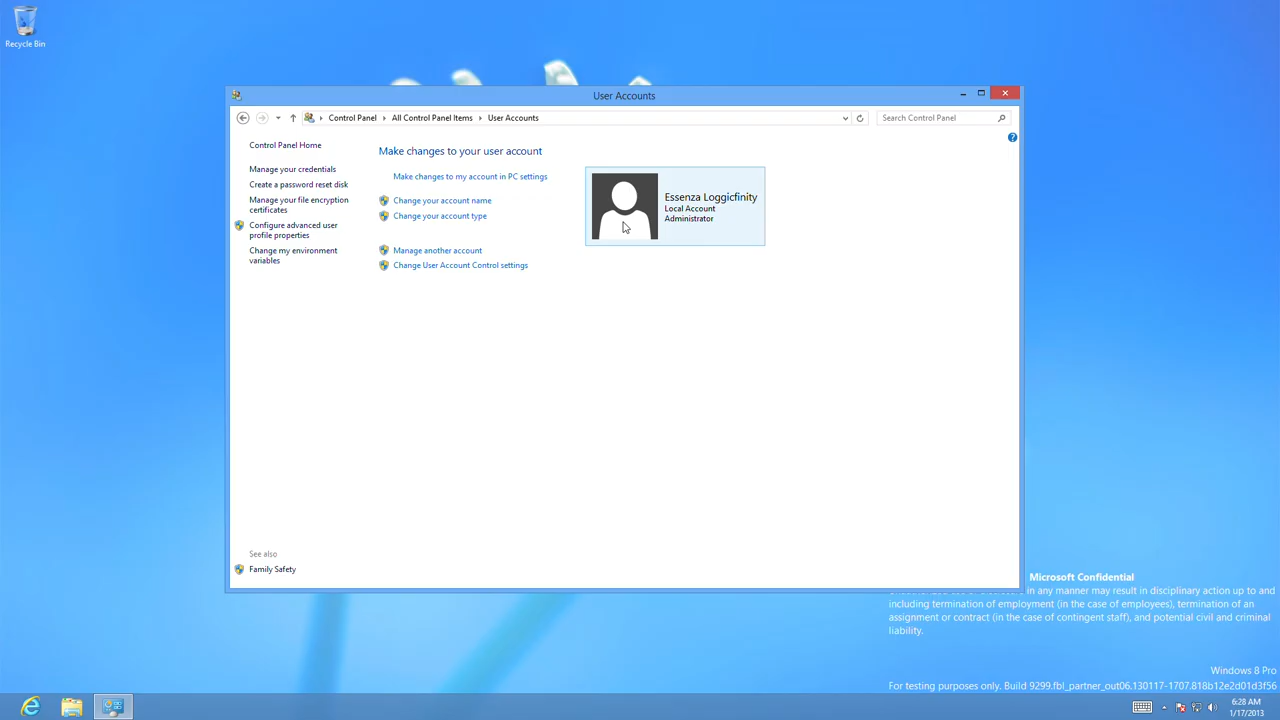 Recycle Bin
User Accounts
Control Panel
All Control Panel Items
User Accounts
Search Control Panel
Control Panel Home
Manage your credentials
Create a password reset disk
Manage your file encryption
certificates
Configure advanced user
profile properties
Change my environment
variables
Make changes to your user account
Make changes to my account in PC settings
Change your account name
Change your account type
Manage another account
Change User Account Control settings
Essenza Loggicfinity
Local Account
Administrator
See also
Family Safety
Microsoft Confidential
in any manner may result in disciplinary action up to and
including termination of employment (in the case of employees), termination of an
assignment or contract (in the case of contingent staff), and potential civil and criminal
liability.
Windows 8 Pro
For testing purposes only. Build 9299.fbl_partner_out06.130117-1707.818b12e2d01d3f56
6:28 AM
1/17/2013